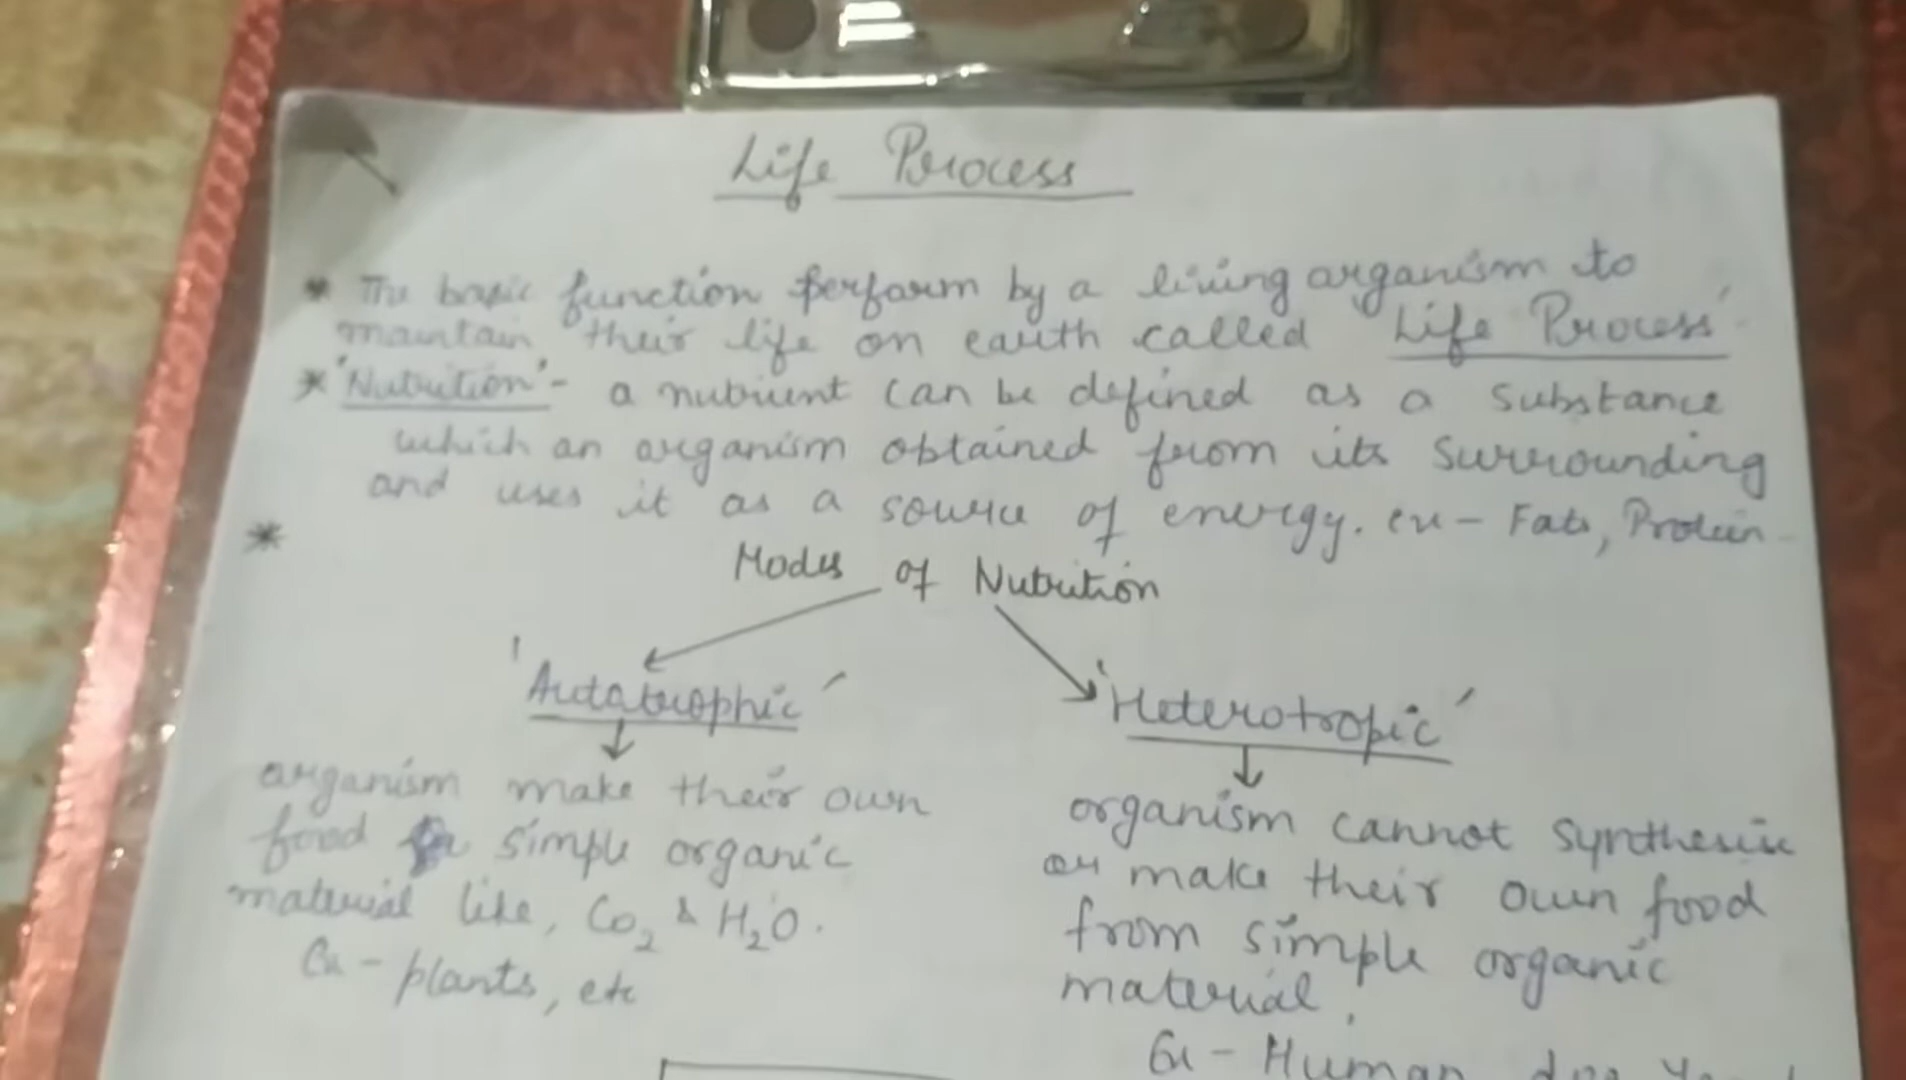 Life Process
* The basic function perform by a living organism to
maintain their life on earth called 'Life Process'
* 'Nutrition' - a nutrient can be defined as a substance
which an organism obtained from its surrounding
and uses it as a source of energy. ex - Fats, Protein
*
Modes of Nutrition
'Autotrophic'
organism make their own
food simple organic
material like, Co2 & H2O.
Ex - plants, etc
'Heterotropic'
organism cannot synthesis
or make their own food
from simple organic
material.
Ex - Human, dog,